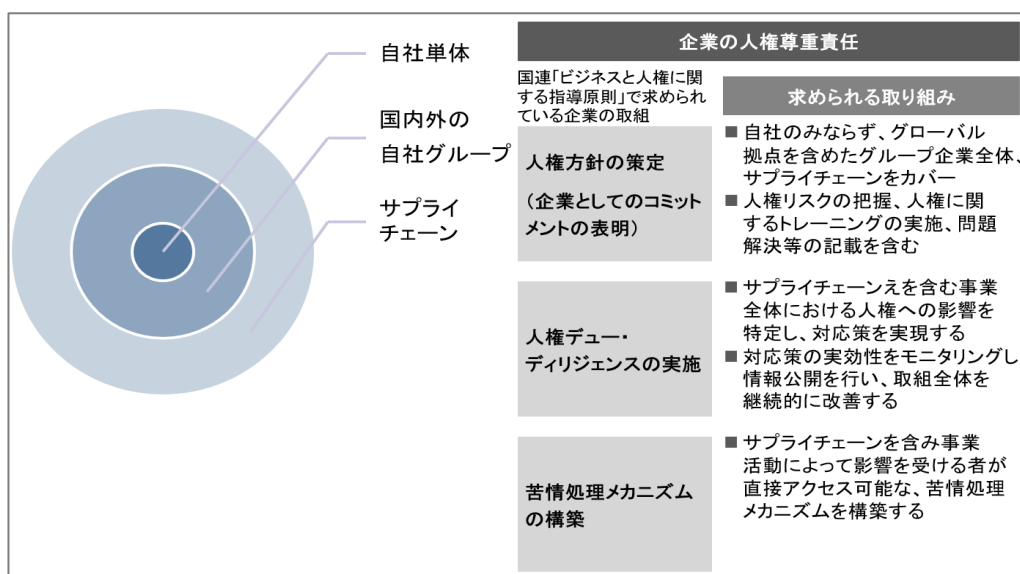 自社単体
国内外の
自社グループ
サプライ
チェーン
企業の人権尊重責任
国連「ビジネスと人権に関
する指導原則」で求められ
ている企業の取組
求められる取り組み
人権方針の策定
（企業としてのコミット
メントの表明）
■ 自社のみならず、グローバル
拠点を含めたグループ企業全体、
サプライチェーンをカバー
■ 人権リスクの把握、人権に関
するトレーニングの実施、問題
解決等の記載を含む
人権デュー・
ディリジェンスの実施
■ サプライチェーンえを含む事業
全体における人権への影響を
特定し、対応策を実現する
■ 対応策の実効性をモニタリングし
情報公開を行い、取組全体を
継続的に改善する
苦情処理メカニズム
の構築
■ サプライチェーンを含み事業
活動によって影響を受ける者が
直接アクセス可能な、苦情処理
メカニズムを構築する